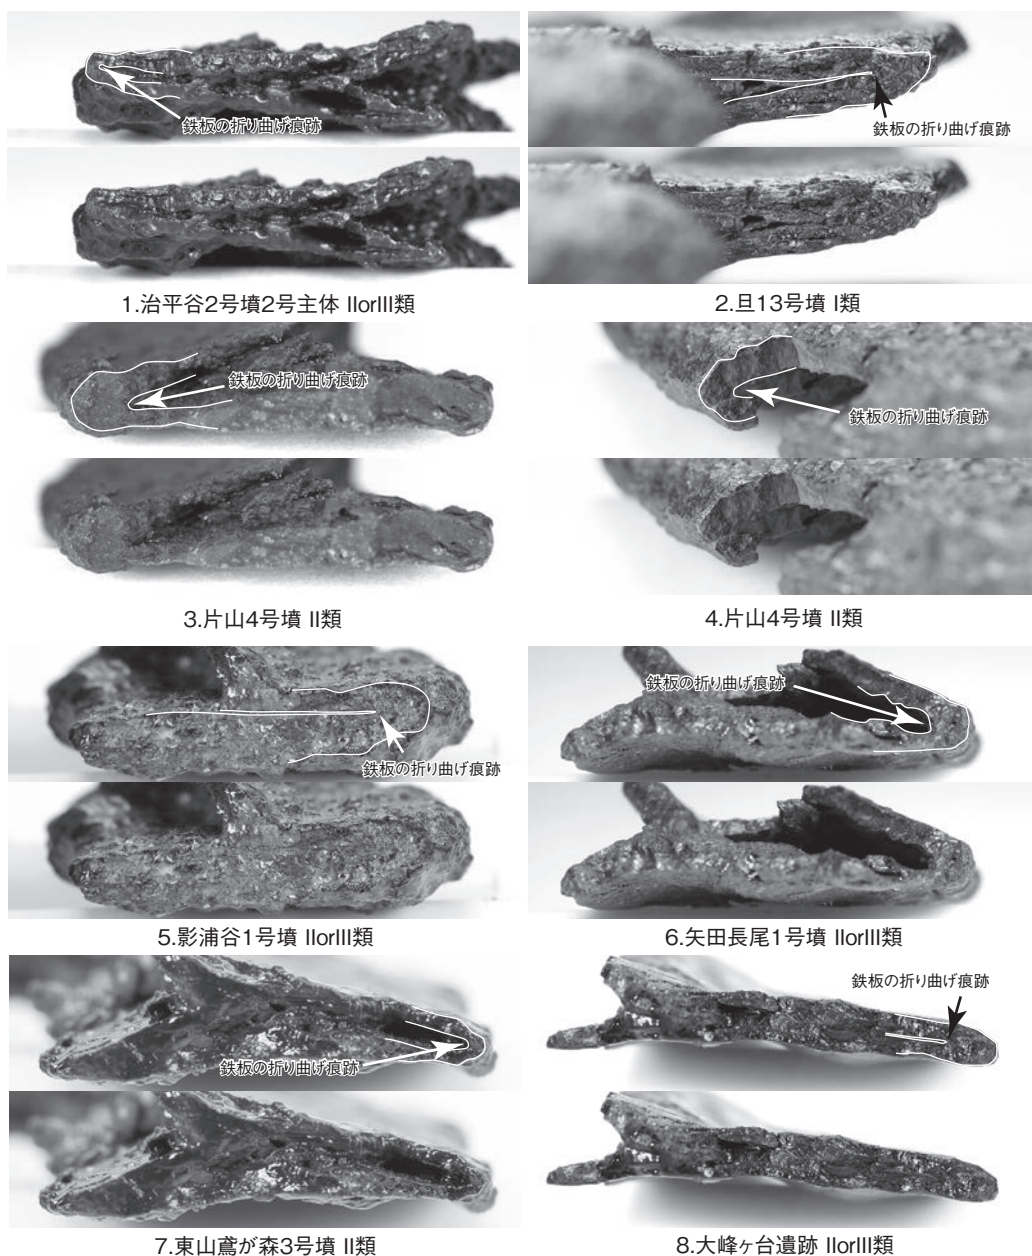 鉄板の折り曲げ痕跡
鉄板の折り曲げ痕跡
1.治平谷2号墳2号主体 IIorIII類
2.旦13号墳 I類
鉄板の折り曲げ痕跡
鉄板の折り曲げ痕跡
3.片山4号墳 II類
4.片山4号墳 II類
鉄板の折り曲げ痕跡
鉄板の折り曲げ痕跡
5.影浦谷1号墳 IIorIII類
6.矢田長尾1号墳 IIorIII類
鉄板の折り曲げ痕跡
鉄板の折り曲げ痕跡
7.東山鳶が森3号墳 II類
8.大峰ヶ台遺跡 IIorIII類